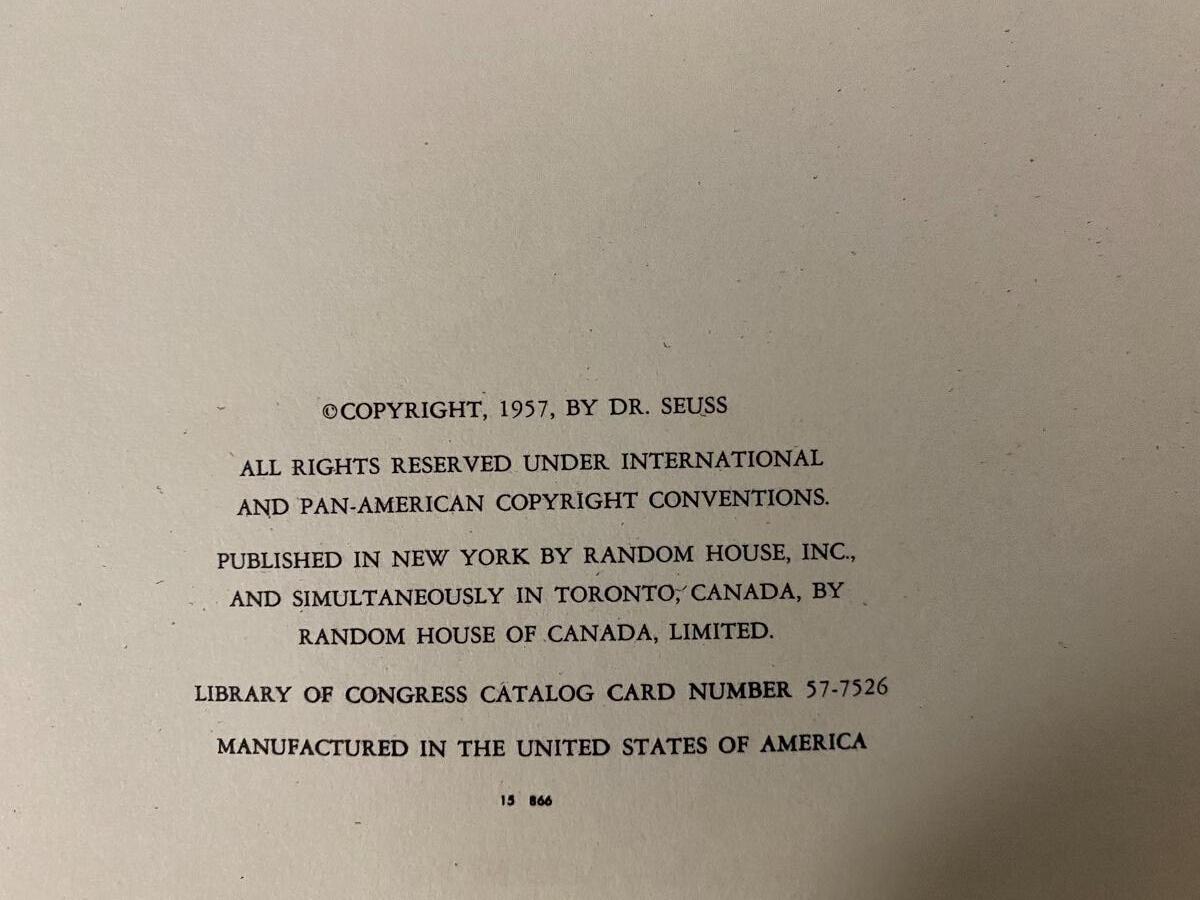 ©COPYRIGHT, 1957, BY DR. SEUSS
ALL RIGHTS RESERVED UNDER INTERNATIONAL
AND PAN-AMERICAN COPYRIGHT CONVENTIONS.
PUBLISHED IN NEW YORK BY RANDOM HOUSE, INC.,
AND SIMULTANEOUSLY IN TORONTO, CANADA, BY
RANDOM HOUSE OF CANADA, LIMITED.
LIBRARY OF CONGRESS CATALOG CARD NUMBER 57-7526
MANUFACTURED IN THE UNITED STATES OF AMERICA
15 866